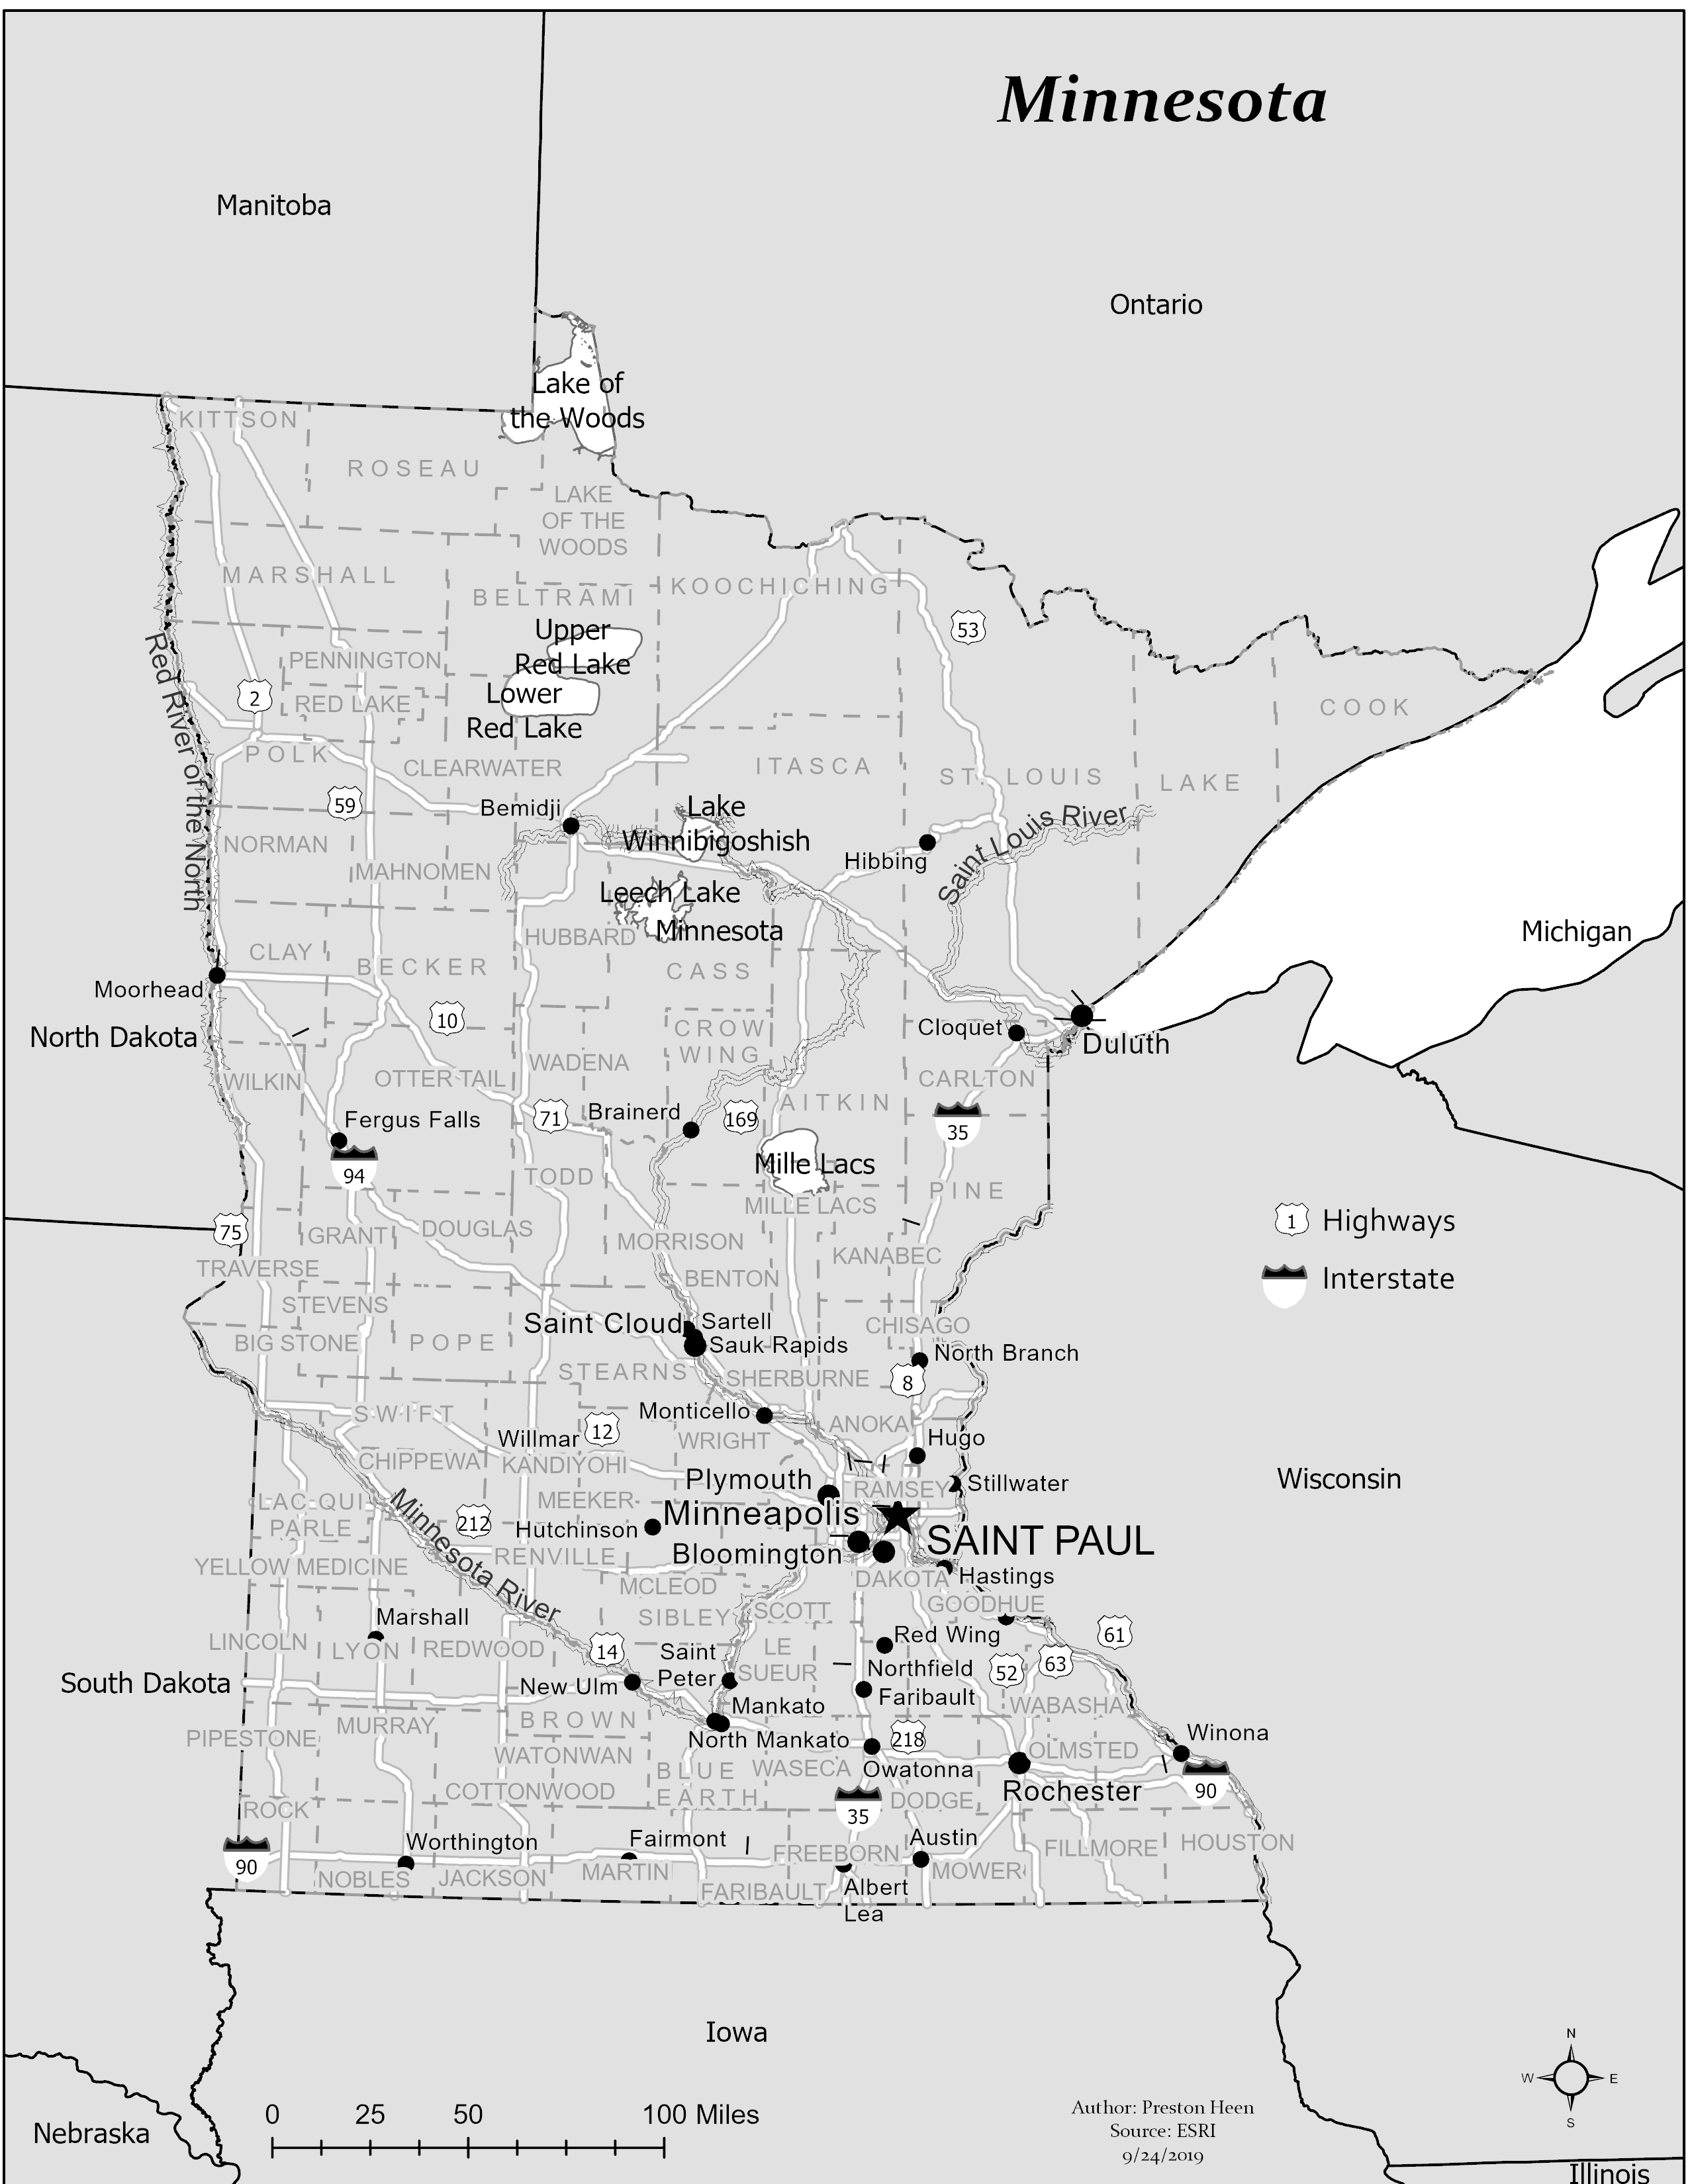 Minnesota
Manitoba
Ontario
Lake of
the Woods
KITTSON
ROSEAU
LAKE
OF THE
WOODS
MARSHALL
BELTRAMI
KOOCHICHING
53
Upper
Red Lake
Lower
Red Lake
PENNINGTON
RED LAKE
2
Red River of the North
COOK
POLK
CLEARWATER
ITASCA
ST. LOUIS
LAKE
59
Bemidji
Lake
Winnibigoshish
Saint Louis River
NORMAN
MAHNOMEN
Hibbing
Leech Lake
Minnesota
HUBBARD
CASS
Michigan
CLAY
BECKER
Moorhead
North Dakota
10
CROW
WING
Cloquet
Duluth
WILKIN
OTTER TAIL
WADENA
CARLTON
AITKIN
Fergus Falls
71
Brainerd
169
35
94
Mille Lacs
TODD
MILLE LACS
PINE
75
GRANT
DOUGLAS
MORRISON
KANABEC
1 Highways
Interstate
TRAVERSE
BENTON
STEVENS
Saint Cloud
Sartell
Sauk Rapids
CHISAGO
BIG STONE
POPE
North Branch
STEARNS
SHERBURNE
8
SWIFT
Monticello
ANOKA
12
Willmar
WRIGHT
Hugo
CHIPPEWA
KANDIYOHI
Plymouth
RAMSEY
Stillwater
Wisconsin
LAC QUI
PARLE
MEEKER
Minneapolis
212
Hutchinson
SAINT PAUL
Minnesota River
YELLOW MEDICINE
RENVILLE
Bloomington
DAKOTA
Hastings
MCLEOD
GOODHUE
Marshall
SIBLEY
SCOTT
LINCOLN
LYON
REDWOOD
14
Saint
Peter
LE
SUEUR
Red Wing
61
Northfield
52
63
South Dakota
New Ulm
Faribault
WABASHA
Mankato
PIPESTONE
MURRAY
BROWN
North Mankato
218
Winona
WATONWAN
BLUE
EARTH
WASECA
Owatonna
OLMSTED
COTTONWOOD
DODGE
Rochester
90
ROCK
35
Worthington
Fairmont
Austin
FREEBORN
FILLMORE
HOUSTON
90
NOBLES
JACKSON
MARTIN
MOWER
FARIBAULT
Albert
Lea
Iowa
N
W
E
S
0 25 50 100 Miles
Nebraska
Author: Preston Heen
Source: ESRI
9/24/2019
Illinois